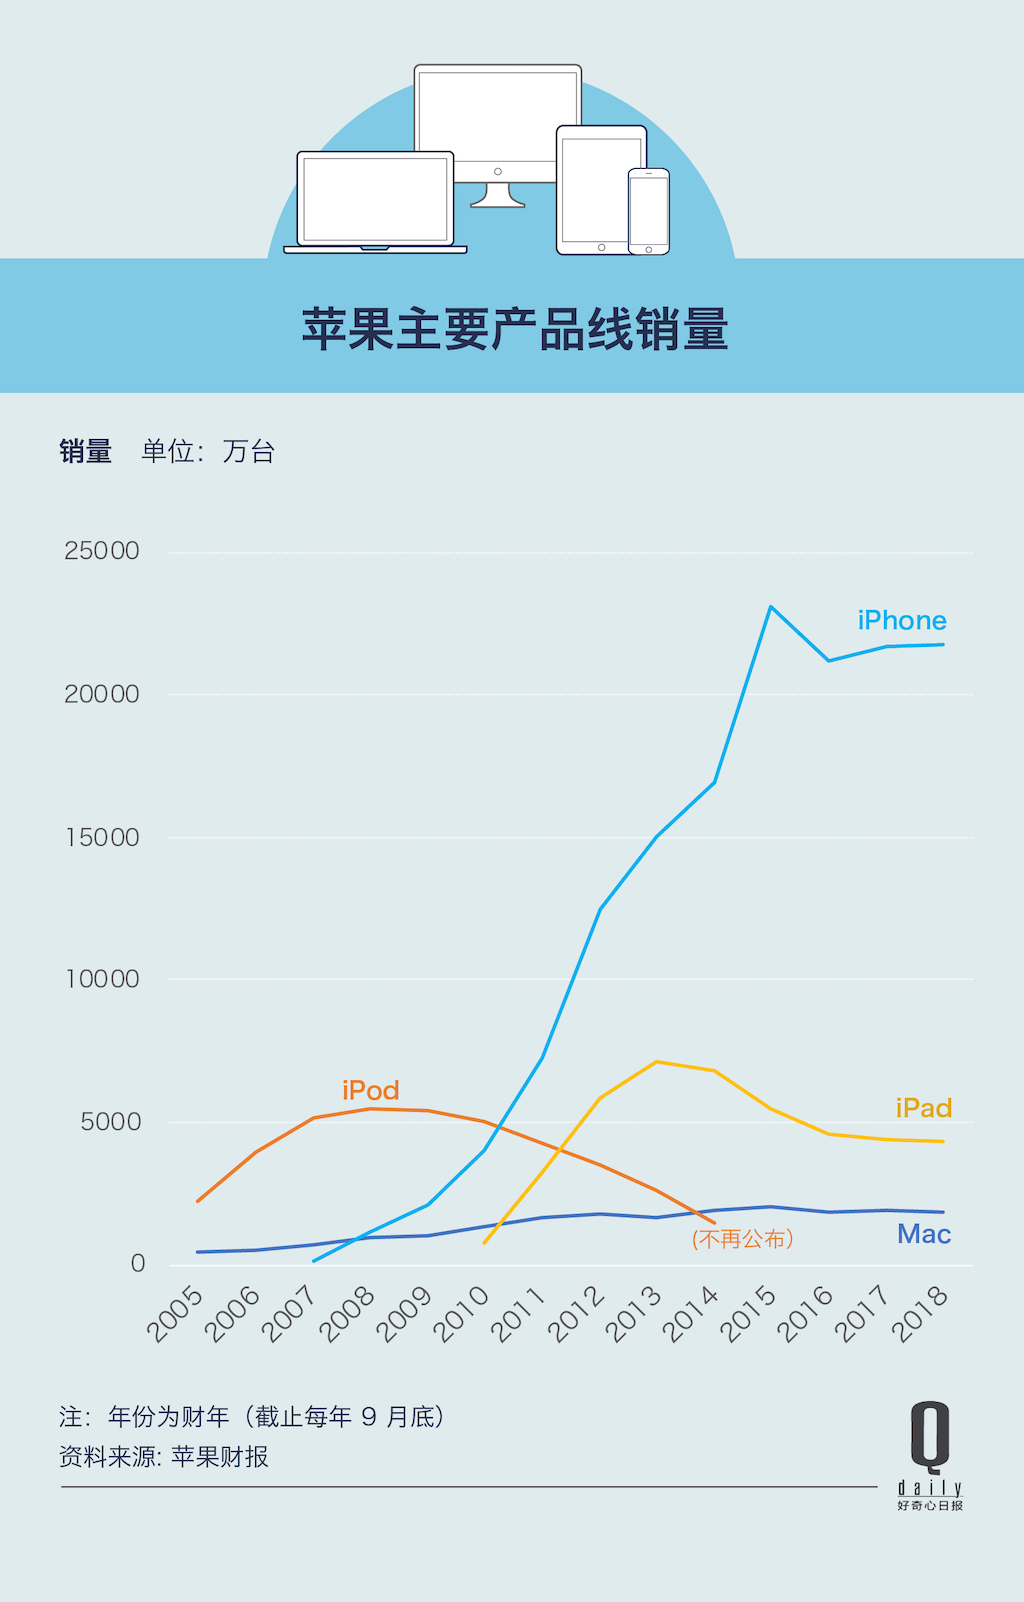 苹果主要产品线销量
销量 单位：万台
25000
20000
15000
10000
5000
0
iPhone
iPod
iPad
Mac
(不再公布）
2005 2006 2007 2008 2009 2010 2011 2012 2013 2014 2015 2016 2017 2018
注：年份为财年（截止每年 9 月底）
资料来源: 苹果财报
Q
daily
好奇心日报